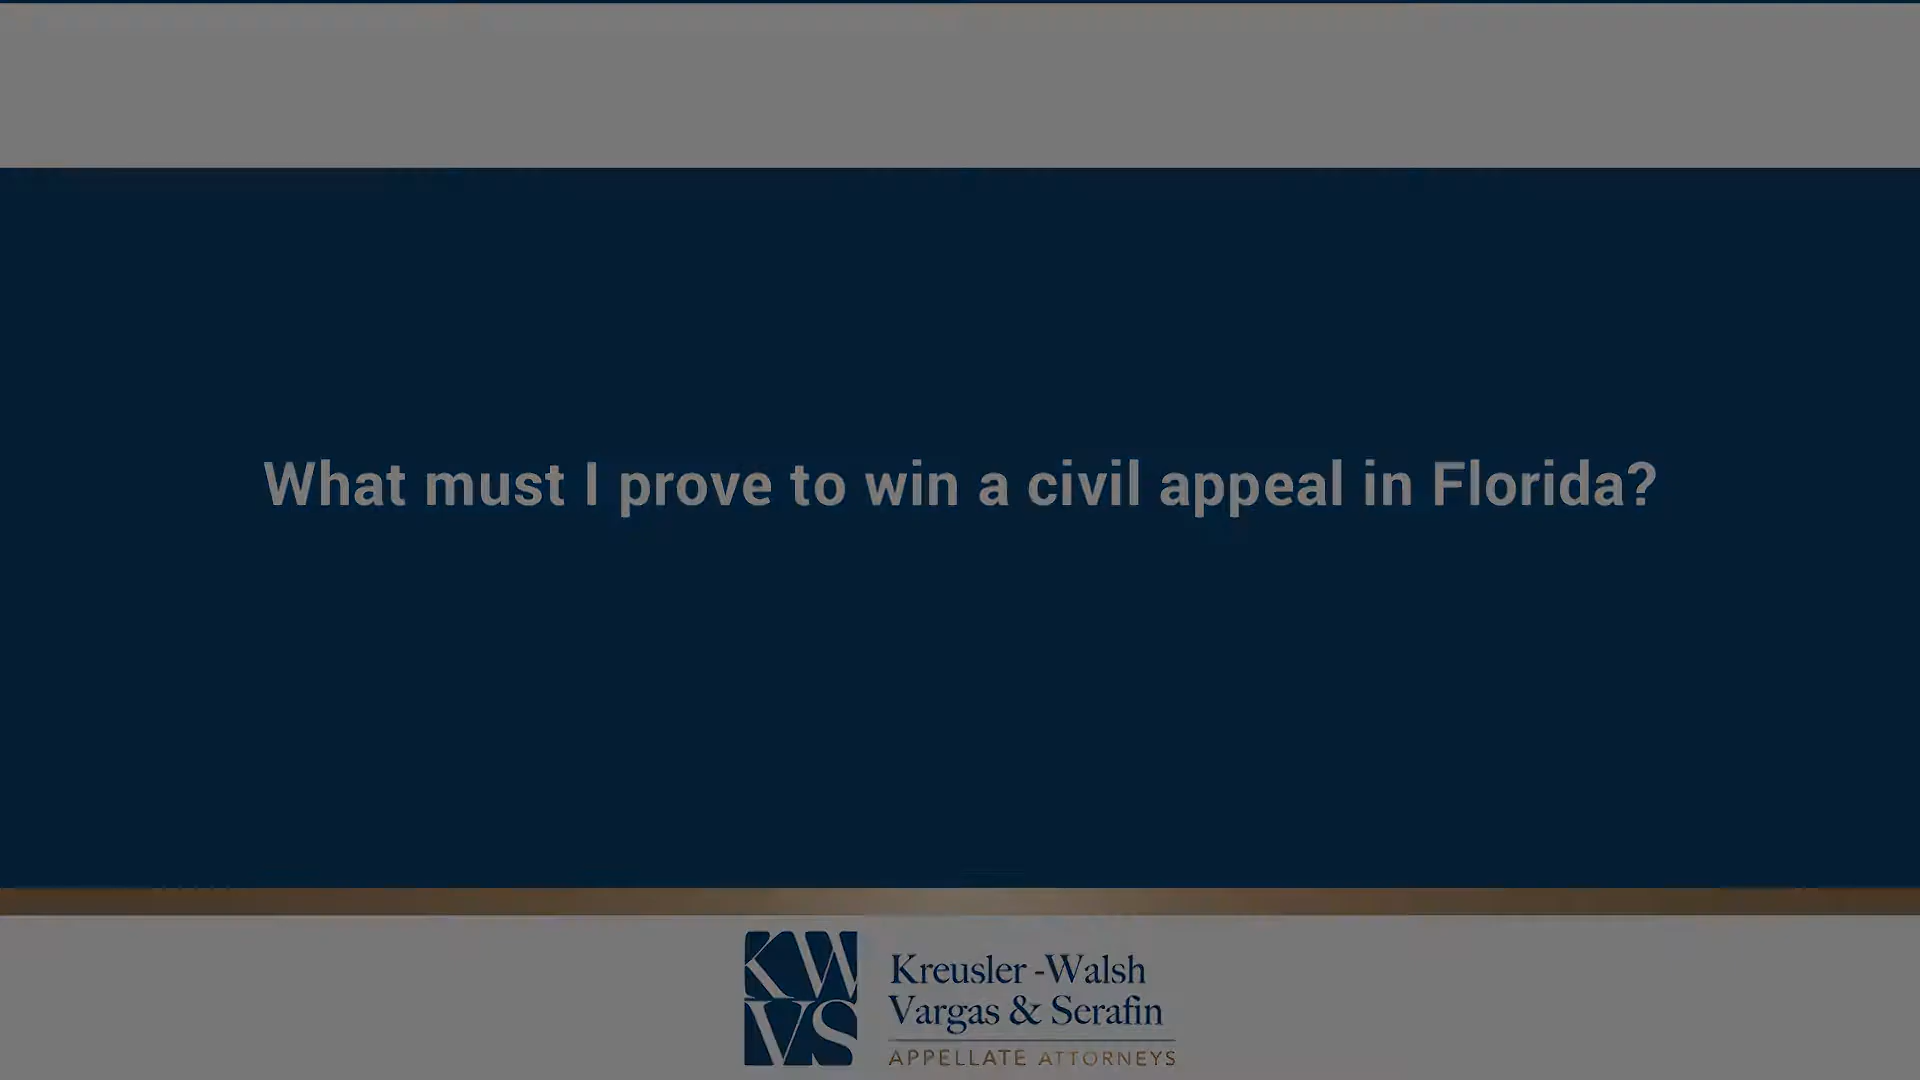 What must I prove to win a civil appeal in Florida?
KW
VS
Kreusler -Walsh
Vargas & Serafin
APPELLATE ATTORNEYS